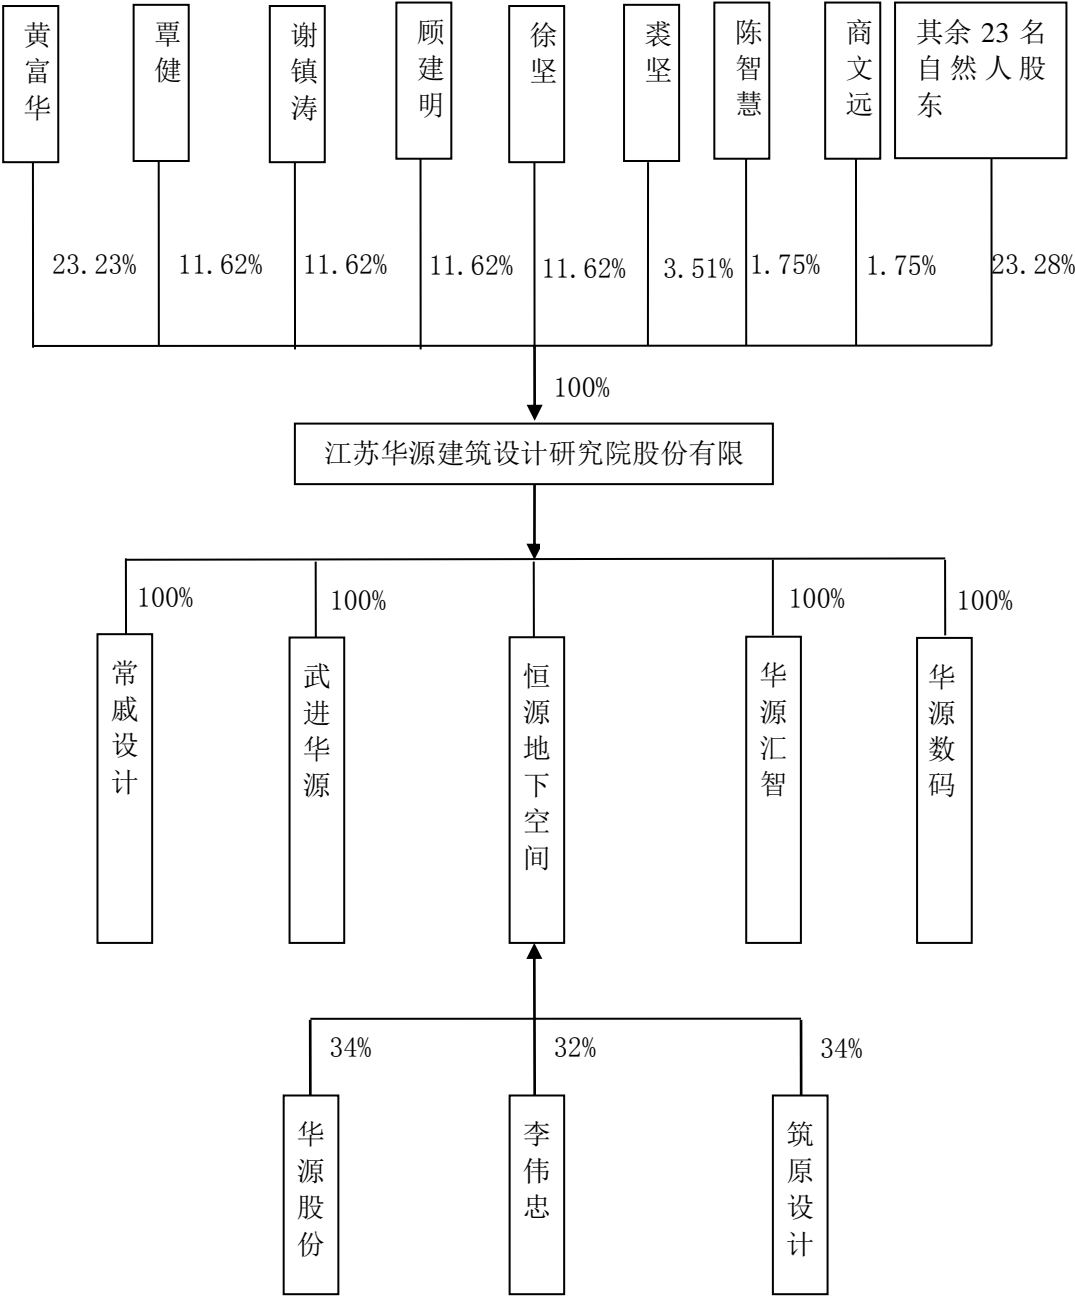 黄富华
覃健
谢镇涛
顾建明
徐坚
裘坚
陈智慧
商文远
其余 23 名
自然人股
东
23.23%
11.62%
11.62%
11.62%
11.62%
3.51%
1.75%
1.75%
23.28%
100%
江苏华源建筑设计研究院股份有限
100%
100%
100%
100%
常戚设计
武进华源
恒源地下空间
华源汇智
华源数码
34%
32%
34%
华源股份
李伟忠
筑原设计